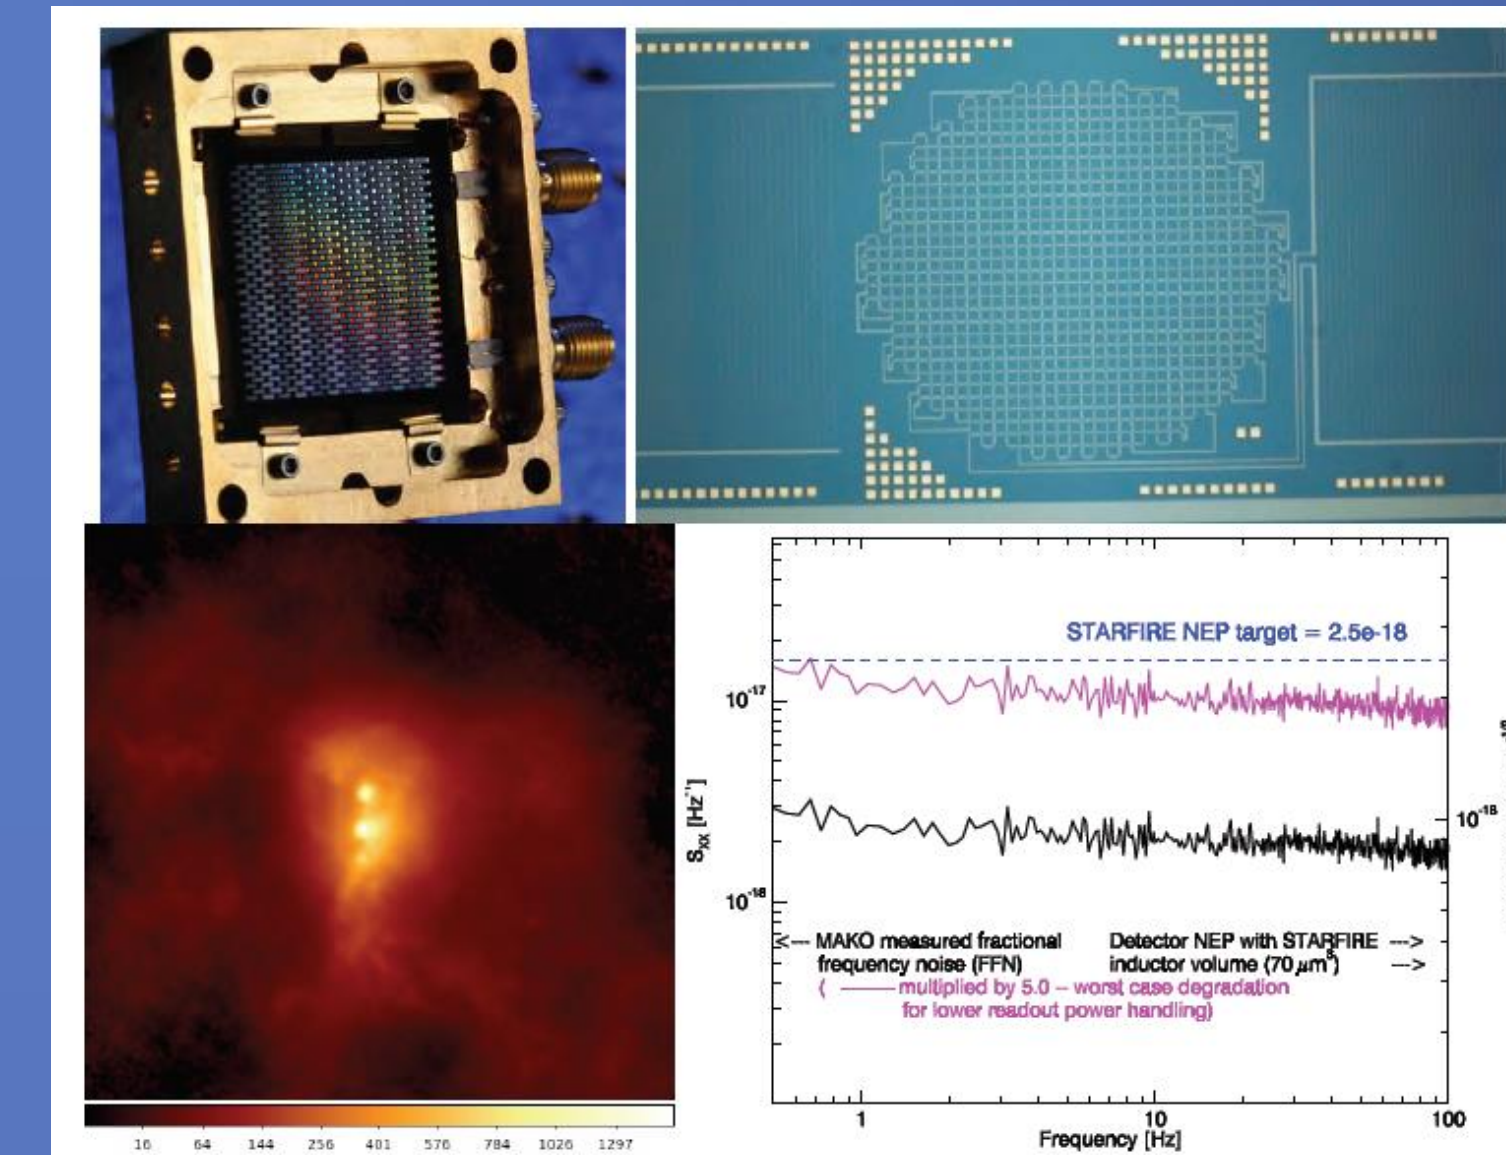 16 64 144 256 401 576 784 1026 1297
STARFIRE NEP target = 2.5e-18
10⁻¹⁷
S_xx [Hz⁻¹]
10⁻¹⁸
10⁻¹⁸
<--- MAKO measured fractional
frequency noise (FFN)
Detector NEP with STARFIRE --->
inductor volume (70 μm³) --->
( —— multiplied by 5.0 -- worst case degradation
for lower readout power handling)
1 10 100
Frequency [Hz]